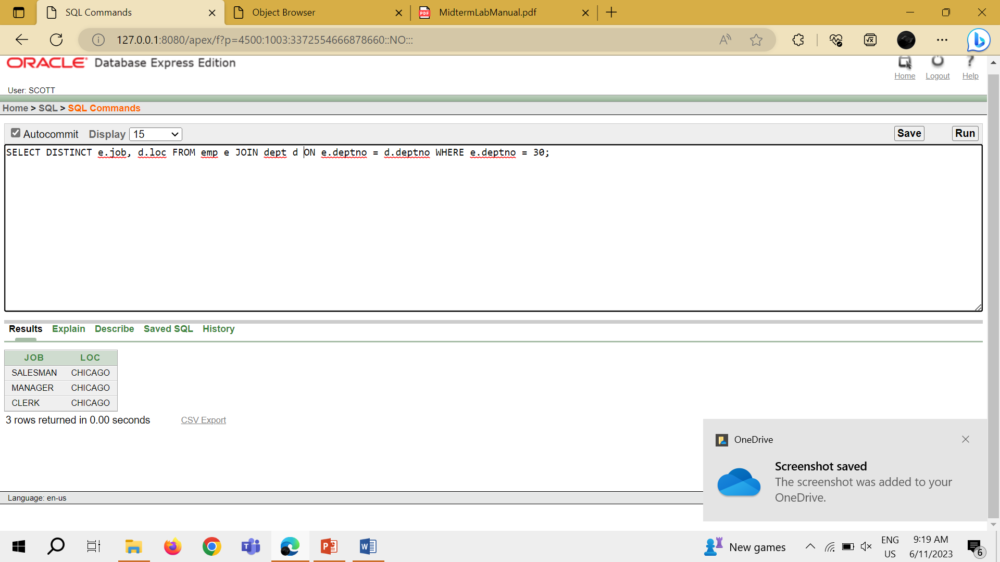 SQL Commands
Object Browser
MidtermLabManual.pdf
127.0.0.1:8080/apex/f?p=4500:1003:3372554666878660::NO:::
ORACLE Database Express Edition
Home Logout Help
User: SCOTT
Home > SQL > SQL Commands
Autocommit Display 15 Save Run
SELECT DISTINCT e.job, d.loc FROM emp e JOIN dept d ON e.deptno = d.deptno WHERE e.deptno = 30;
Results Explain Describe Saved SQL History
JOB LOC
SALESMAN CHICAGO
MANAGER CHICAGO
CLERK CHICAGO
3 rows returned in 0.00 seconds CSV Export
OneDrive
Screenshot saved
The screenshot was added to your
OneDrive.
Language: en-us
New games
ENG
US
9:19 AM
6/11/2023
6